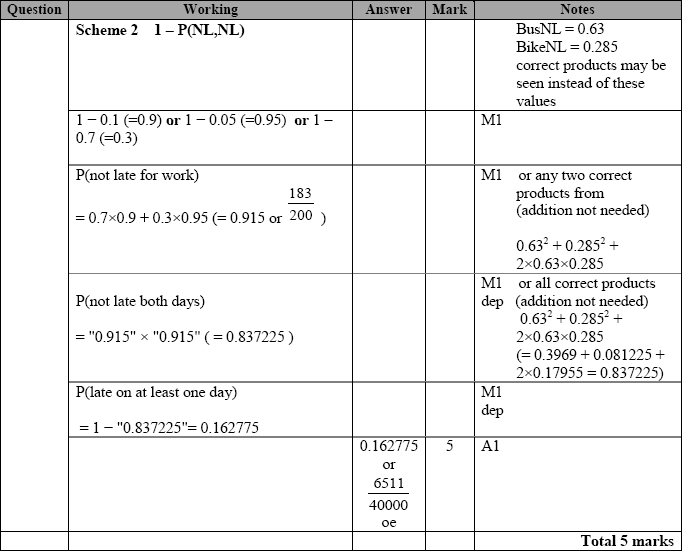 Question Working Answer Mark Notes
Scheme 2 1 – P(NL,NL)
BusNL = 0.63
BikeNL = 0.285
correct products may be
seen instead of these
values
1 − 0.1 (=0.9) or 1 − 0.05 (=0.95) or 1 –
0.7 (=0.3)
M1
P(not late for work)
= 0.7×0.9 + 0.3×0.95 (= 0.915 or 183/200 )
M1 or any two correct
products from
(addition not needed)
0.63² + 0.285² +
2×0.63×0.285
P(not late both days)
= "0.915" × "0.915" ( = 0.837225 )
M1 or all correct products
dep (addition not needed)
0.63² + 0.285² +
2×0.63×0.285
(= 0.3969 + 0.081225 +
2×0.17955 = 0.837225)
P(late on at least one day)
= 1 − "0.837225"= 0.162775
M1
dep
0.162775
or
6511
40000
oe
5
A1
Total 5 marks